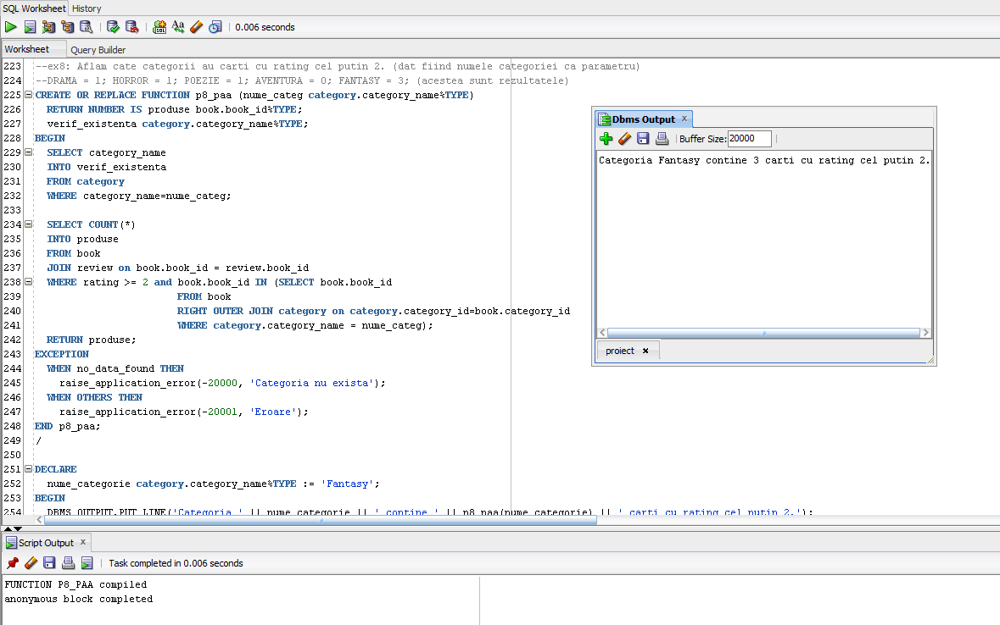 SQL Worksheet History
0.006 seconds
Worksheet Query Builder
223 --ex8: Aflam cate categorii au carti cu rating cel putin 2. (dat fiind numele categoriei ca parametru)
224 --DRAMA = 1; HORROR = 1; POEZIE = 1; AVENTURA = 0; FANTASY = 3; (acestea sunt rezultatele)
225 CREATE OR REPLACE FUNCTION p8_paa (nume_categ category.category_name%TYPE)
226 RETURN NUMBER IS produse book.book_id%TYPE;
227 verif_existenta category.category_name%TYPE;
228 BEGIN
229 SELECT category_name
230 INTO verif_existenta
231 FROM category
232 WHERE category_name=nume_categ;
233
234 SELECT COUNT(*)
235 INTO produse
236 FROM book
237 JOIN review on book.book_id = review.book_id
238 WHERE rating >= 2 and book.book_id IN (SELECT book.book_id
239 FROM book
240 RIGHT OUTER JOIN category on category.category_id=book.category_id
241 WHERE category.category_name = nume_categ);
242 RETURN produse;
243 EXCEPTION
244 WHEN no_data_found THEN
245 raise_application_error(-20000, 'Categoria nu exista');
246 WHEN OTHERS THEN
247 raise_application_error(-20001, 'Eroare');
248 END p8_paa;
249 /
250
251 DECLARE
252 nume_categorie category.category_name%TYPE := 'Fantasy';
253 BEGIN
254 DBMS_OUTPUT.PUT_LINE('Categoria ' || nume_categorie || ' contine ' || p8_paa(nume_categorie) || ' carti cu rating cel putin 2.');
Dbms Output x
Buffer Size: 20000
Categoria Fantasy contine 3 carti cu rating cel putin 2.
proiect x
Script Output x
Task completed in 0.006 seconds
FUNCTION P8_PAA compiled
anonymous block completed